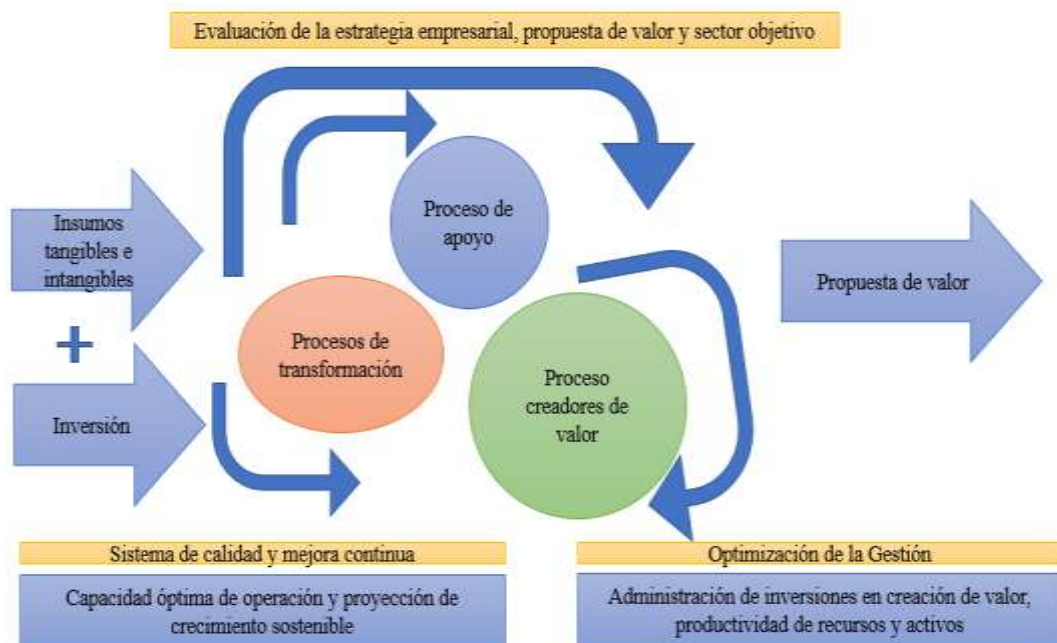 Evaluación de la estrategia empresarial, propuesta de valor y sector objetivo
Insumos
tangibles e
intangibles
Inversión
Proceso de
apoyo
Procesos de
transformación
Proceso
creadores de
valor
Propuesta de valor
Sistema de calidad y mejora continua
Capacidad óptima de operación y proyección de
crecimiento sostenible
Optimización de la Gestión
Administración de inversiones en creación de valor,
productividad de recursos y activos